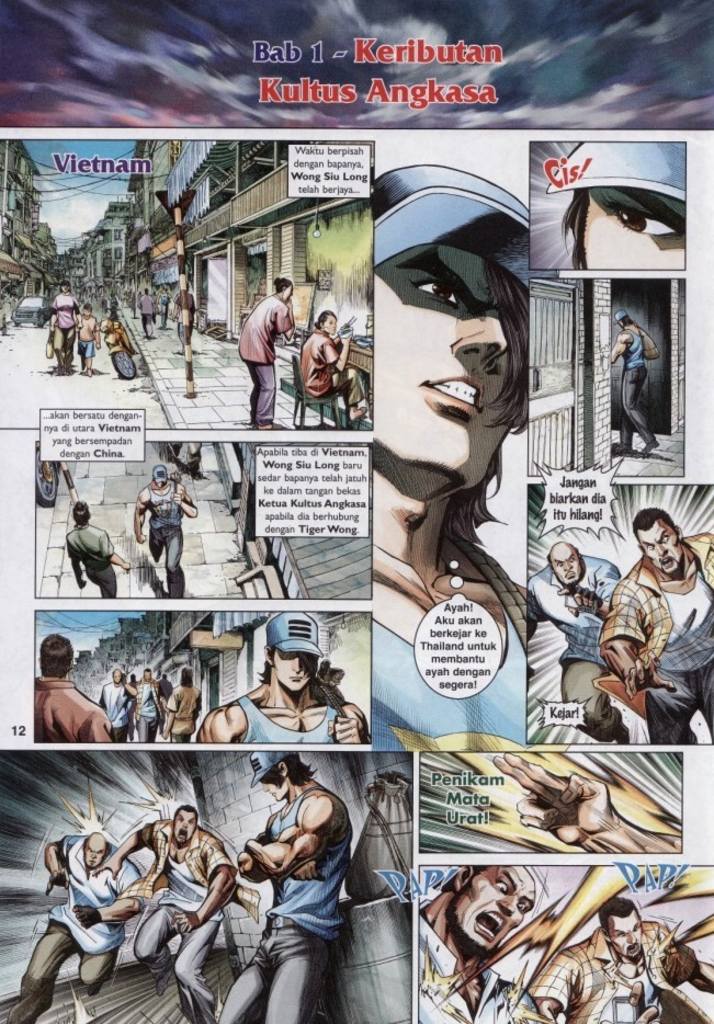 Bab 1 - Keributan
Kultus Angkasa
Vietnam
Waktu berpisah
dengan bapanya,
Wong Siu Long
telah berjaya...
...akan bersatu dengan-
nya di utara Vietnam
yang bersempadan
dengan China.
Apabila tiba di Vietnam,
Wong Siu Long baru
sedar bapanya telah jatuh
ke dalam tangan bekas
Ketua Kultus Angkasa
apabila dia berhubung
dengan Tiger Wong.
Ayah!
Aku akan
berkejar ke
Thailand untuk
membantu
ayah dengan
segera!
Cis!
Jangan
biarkan dia
itu hilang!
Kejar!
12
Penikam
Mata
Urat!
PAP!
PAP!